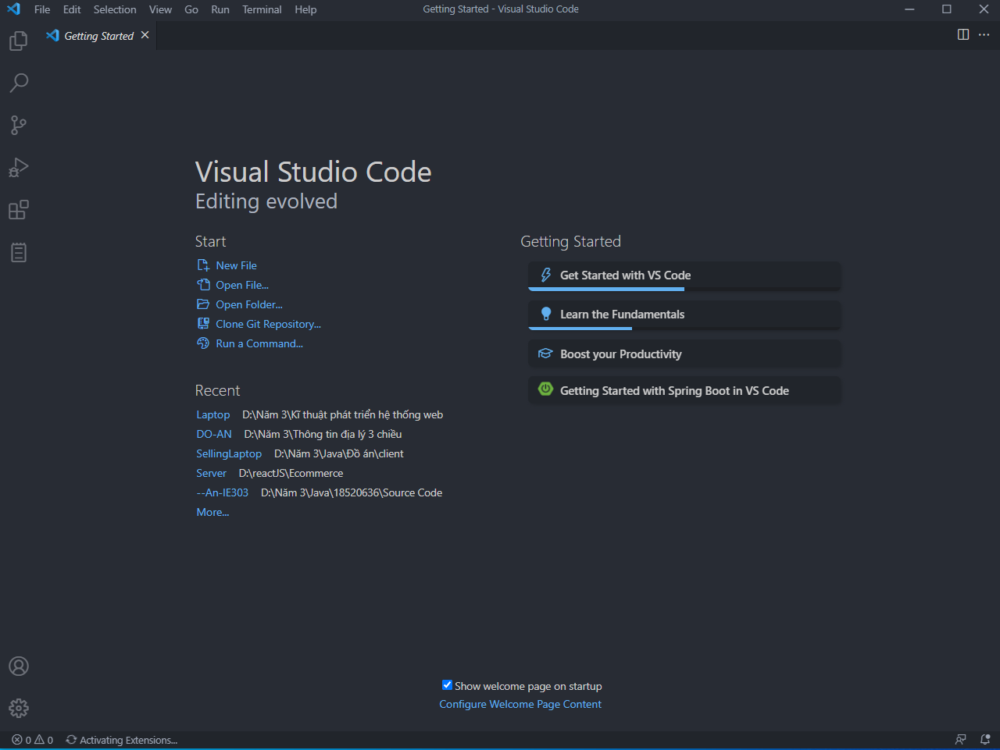 File Edit Selection View Go Run Terminal Help Getting Started - Visual Studio Code
Getting Started
Visual Studio Code
Editing evolved
Start
New File
Open File...
Open Folder...
Clone Git Repository...
Run a Command...
Recent
Laptop D:\Năm 3\Kĩ thuật phát triển hệ thống web
DO-AN D:\Năm 3\Thông tin địa lý 3 chiều
SellingLaptop D:\Năm 3\Java\Đồ án\client
Server D:\reactJS\Ecommerce
--An-IE303 D:\Năm 3\Java\18520636\Source Code
More...
Getting Started
Get Started with VS Code
Learn the Fundamentals
Boost your Productivity
Getting Started with Spring Boot in VS Code
Show welcome page on startup
Configure Welcome Page Content
0 0 Activating Extensions...